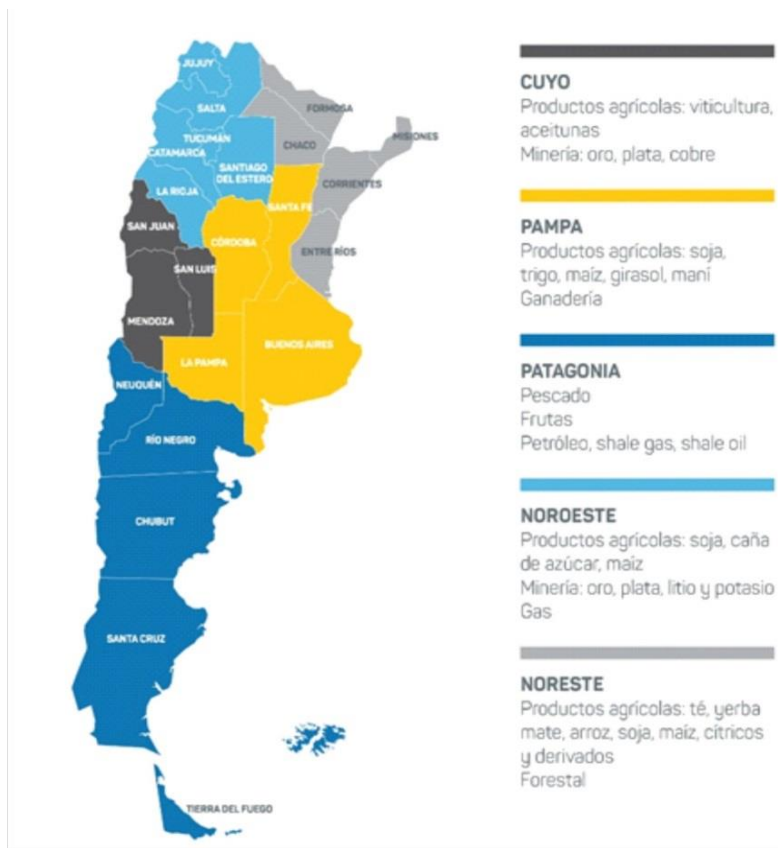 JUJUY
SALTA
FORMOSA
TUCUMÁN
CHACO
MISIONES
CATAMARCA
SANTIAGO
DEL ESTERO
CORRIENTES
LA RIOJA
SANTA FE
SAN JUAN
CÓRDOBA
ENTRE RÍOS
SAN LUIS
MENDOZA
BUENOS AIRES
LA PAMPA
NEUQUÉN
RÍO NEGRO
CHUBUT
SANTA CRUZ
TIERRA DEL FUEGO
CUYO
Productos agrícolas: viticultura,
aceitunas
Minería: oro, plata, cobre
PAMPA
Productos agrícolas: soja,
trigo, maíz, girasol, maní
Ganadería
PATAGONIA
Pescado
Frutas
Petróleo, shale gas, shale oil
NOROESTE
Productos agrícolas: soja, caña
de azúcar, maiz
Minería: oro, plata, litio y potasio
Gas
NORESTE
Productos agrícolas: té, yerba
mate, arroz, soja, maíz, cítricos
y derivados
Forestal